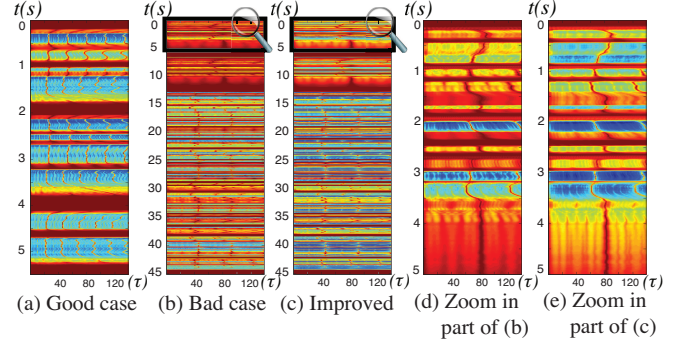 t(s) t(s) t(s)
0 0 0 0 0
1 5 5 1 1
10 10
2 15 15 2 2
20 20
3 25 25 3 3
30 30
4 35 35 4 4
5 40 40
45 45 5 5
40 80 120 (τ) 40 80 120 (τ) 40 80 120 (τ) 40 80 120 (τ) 40 80 120 (τ)
(a) Good case (b) Bad case (c) Improved (d) Zoom in (e) Zoom in
part of (b) part of (c)